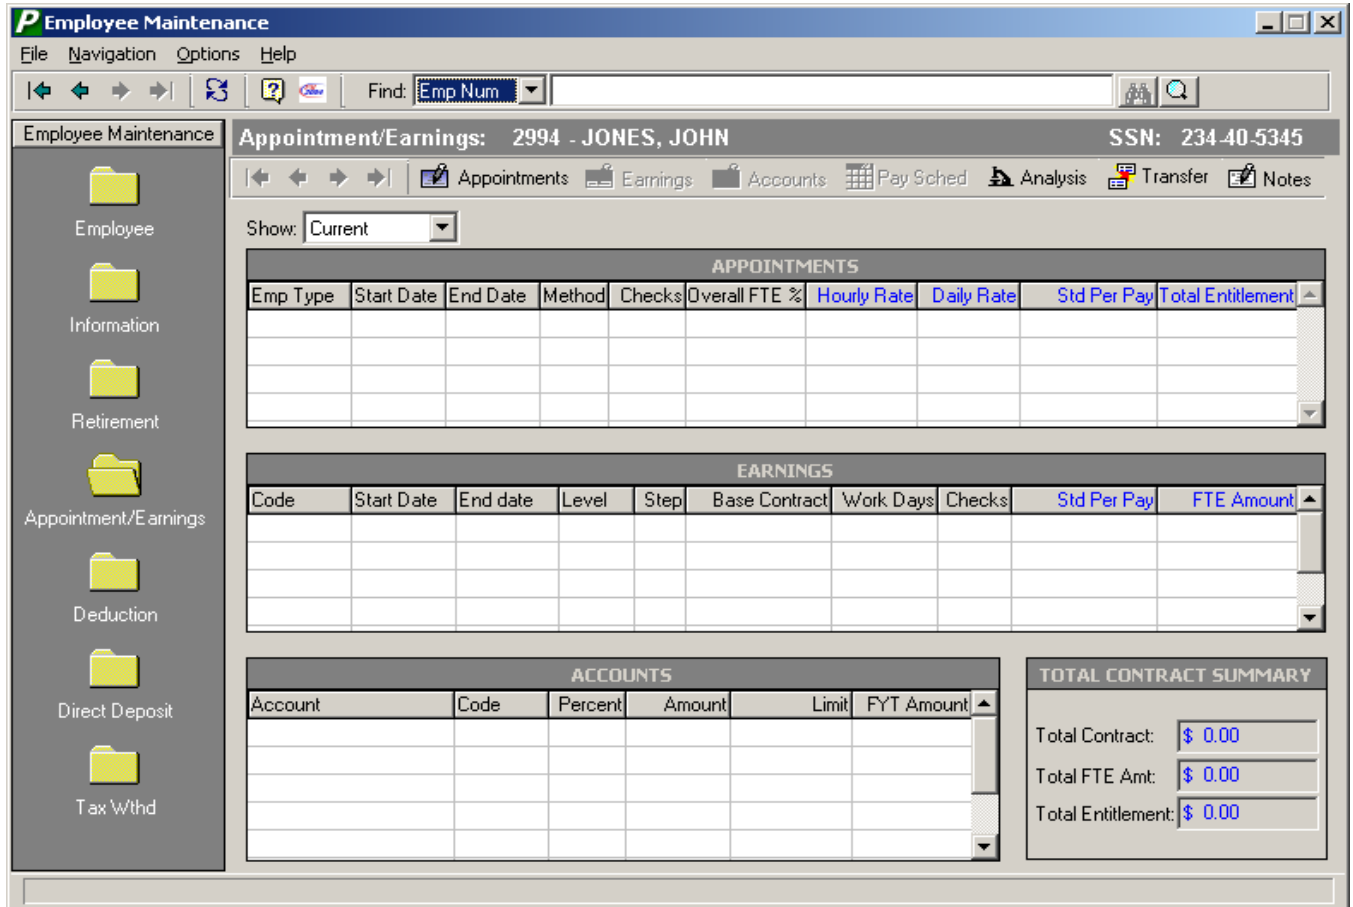 P Employee Maintenance
File Navigation Options Help
Find: Emp Num
Employee Maintenance
Appointment/Earnings: 2994 - JONES, JOHN SSN: 234-40-5345
Appointments Earnings Accounts Pay Sched Analysis Transfer Notes
Employee
Information
Retirement
Appointment/Earnings
Deduction
Direct Deposit
Tax Wthd
Show: Current
APPOINTMENTS
Emp Type Start Date End Date Method Checks Overall FTE % Hourly Rate Daily Rate Std Per Pay Total Entitlement
EARNINGS
Code Start Date End date Level Step Base Contract Work Days Checks Std Per Pay FTE Amount
ACCOUNTS
Account Code Percent Amount Limit FYT Amount
TOTAL CONTRACT SUMMARY
Total Contract: $ 0.00
Total FTE Amt: $ 0.00
Total Entitlement: $ 0.00